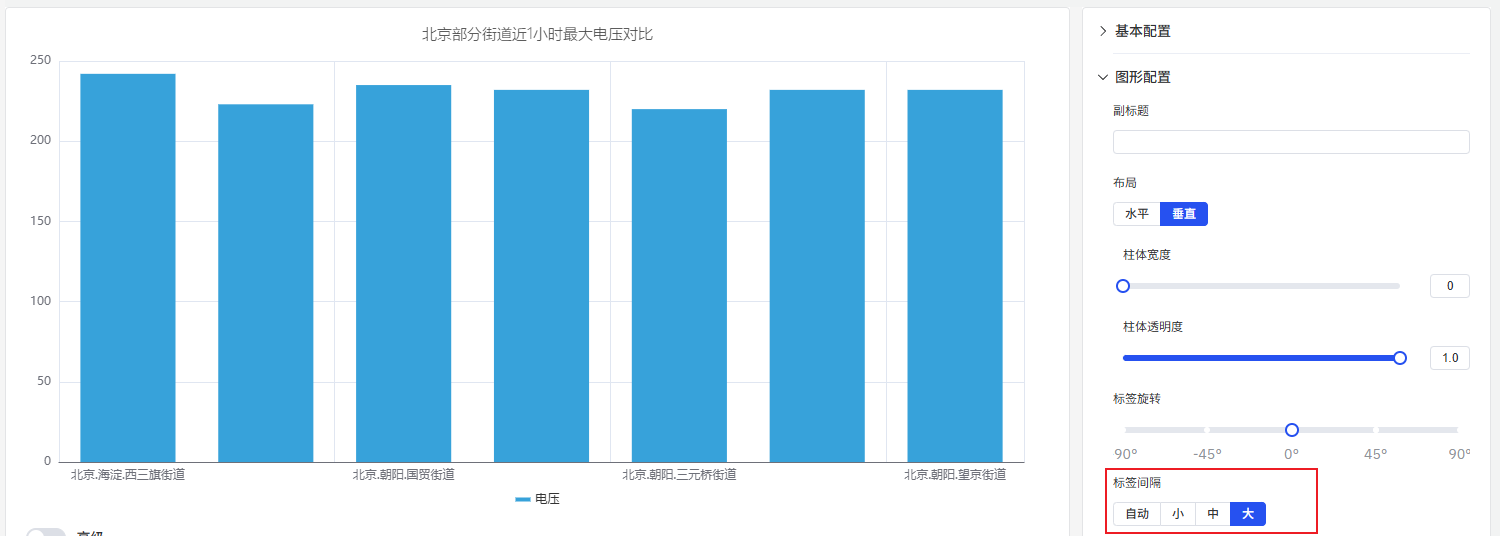 北京部分街道近1小时最大电压对比
250
200
150
100
50
0
北京.海淀.西三旗街道 北京.朝阳.国贸街道 北京.朝阳.三元桥街道 北京.朝阳.望京街道
电压
基本配置
图形配置
副标题
布局
水平 垂直
柱体宽度
0
柱体透明度
1.0
标签旋转
90° -45° 0° 45° 90°
标签间隔
自动 小 中 大